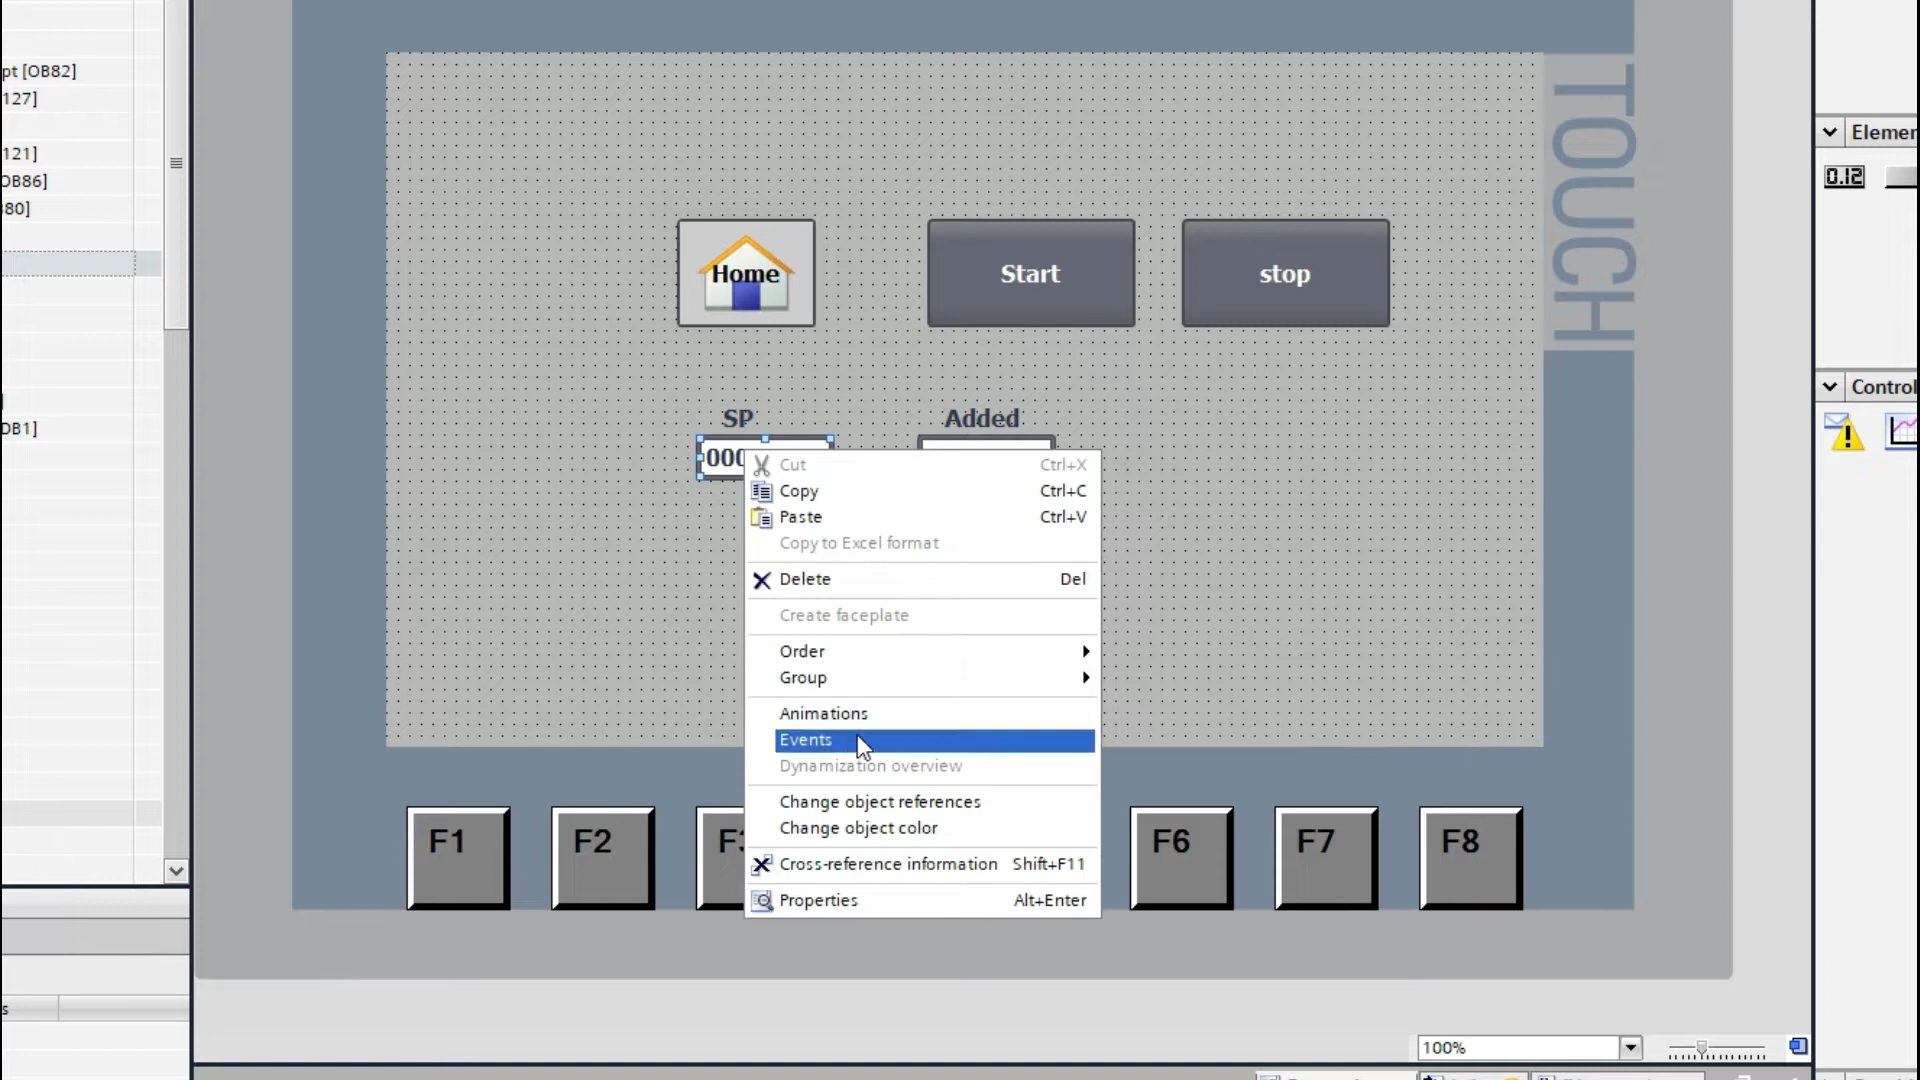 pt [OB82]
127]
121]
OB86]
80]
DB1]
TOUCH
Home
Start
stop
SP
Added
000
Cut Ctrl+X
Copy Ctrl+C
Paste Ctrl+V
Copy to Excel format
Delete Del
Create faceplate
Order
Group
Animations
Events
Dynamization overview
Change object references
Change object color
Cross-reference information Shift+F11
Properties Alt+Enter
F1 F2 F3 F6 F7 F8
100%
Elemen
0.12
Control